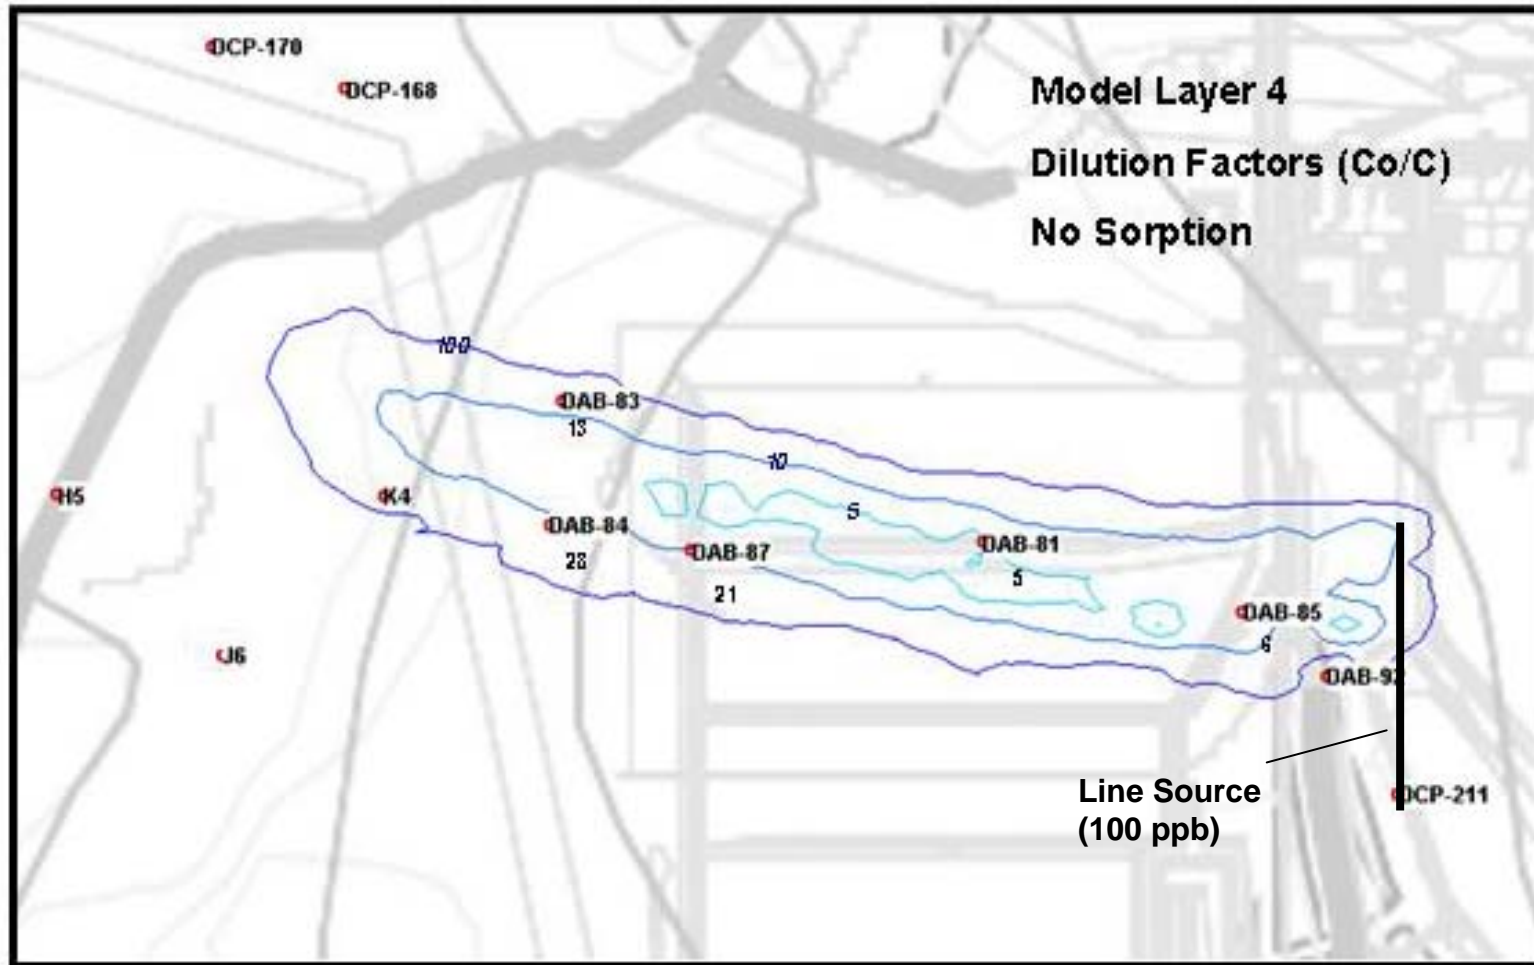 DCP-170
DCP-168
Model Layer 4
Dilution Factors (Co/C)
No Sorption
100
DAB-83
13
10
H5
K4
5
DAB-84
DAB-87
DAB-81
28
5
21
DAB-85
6
J6
DAB-92
Line Source
(100 ppb)
DCP-211